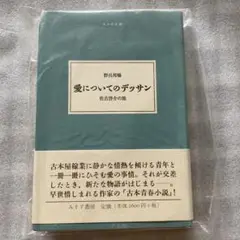 野呂邦暢
愛についてのデッサン
佐古啓介の旅
古本屋稼業に静かな情熱を傾ける青年と
一冊一冊にひそむ愛の事情。それが交
差したとき、新たな物語がはじまる——。
早世惜しまれる作家の「古本青春小説」!
みすず書房